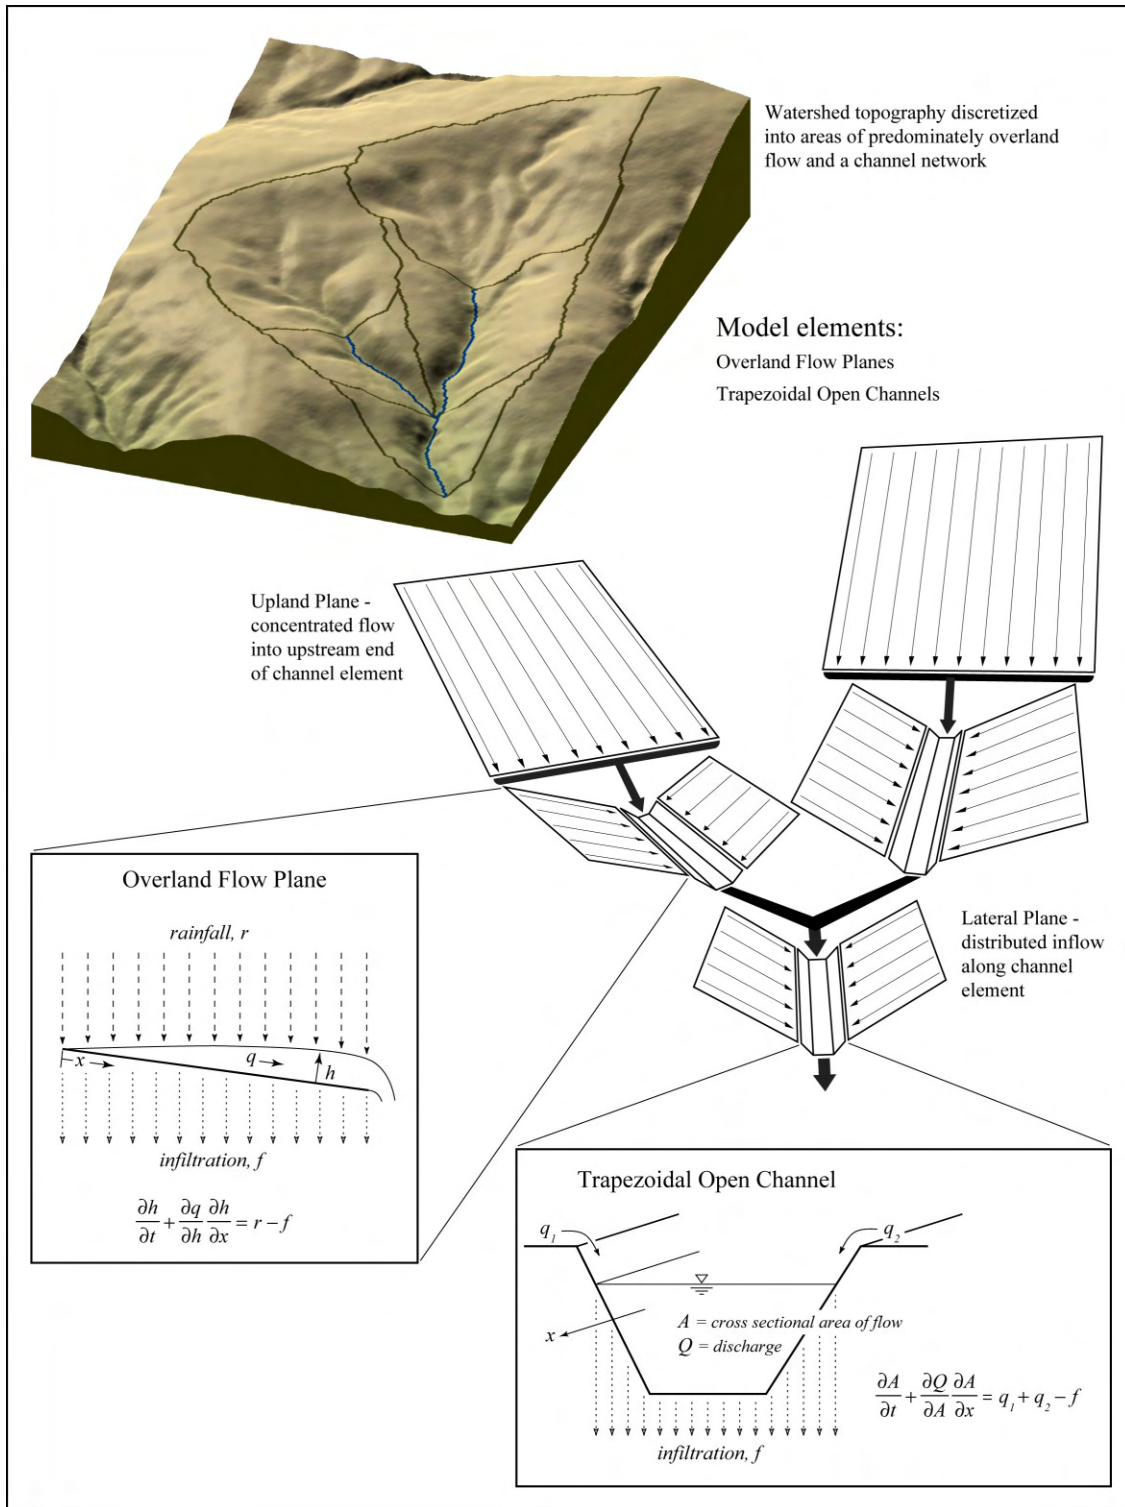 Watershed topography discretized
into areas of predominately overland
flow and a channel network
Model elements:
Overland Flow Planes
Trapezoidal Open Channels
Upland Plane -
concentrated flow
into upstream end
of channel element
Lateral Plane -
distributed inflow
along channel
element
Overland Flow Plane
rainfall, r
x
q
h
infiltration, f
∂h/∂t + ∂q/∂h ∂h/∂x = r – f
Trapezoidal Open Channel
q₁
q₂
A = cross sectional area of flow
Q = discharge
x
∂A/∂t + ∂Q/∂A ∂A/∂x = q₁ + q₂ – f
infiltration, f